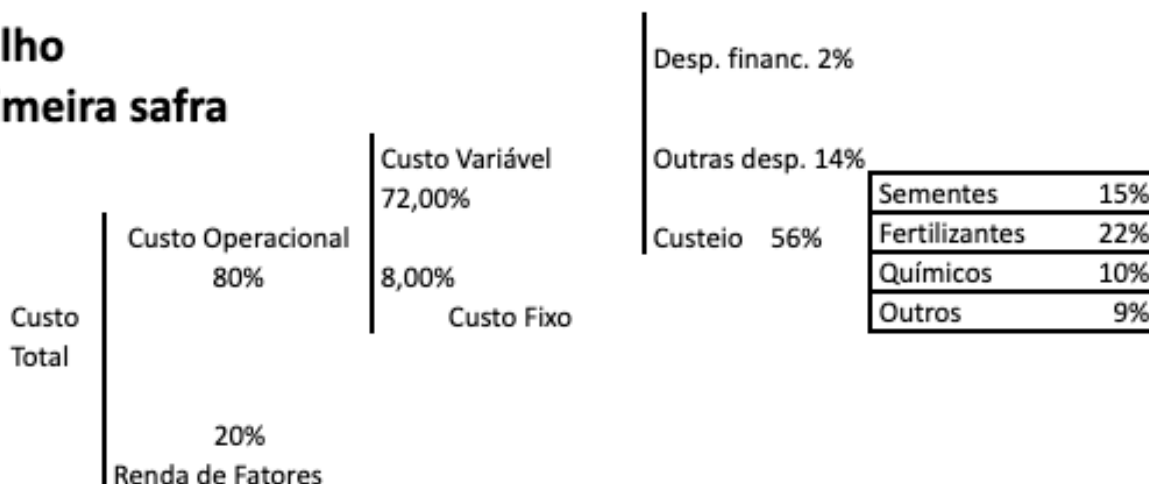 lho
meira safra
Desp. financ. 2%
Custo Variável
72,00%
Outras desp. 14%
Custo Operacional
80%
Custeio 56%
8,00%
Custo Fixo
Sementes 15%
Fertilizantes 22%
Químicos 10%
Outros 9%
Custo
Total
20%
Renda de Fatores